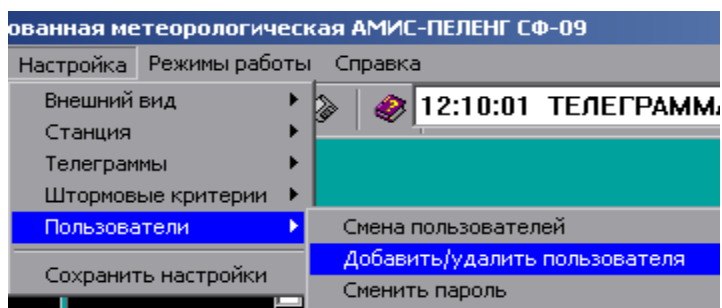 ованная метеорологическая АМИС-ПЕЛЕНГ СФ-09
Настройка Режимы работы Справка
12:10:01 ТЕЛЕГРАММ
Внешний вид
Станция
Телеграммы
Штормовые критерии
Пользователи
Сохранить настройки
Смена пользователей
Добавить/удалить пользователя
Сменить пароль